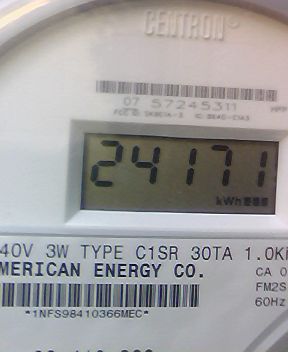 CENTRON®
07 57245311
24171
kWh
40V 3W TYPE C1SR 30TA 1.0K
MERICAN ENERGY CO.
CA 0
FM2S
60Hz
*1NFS98410366MEC*